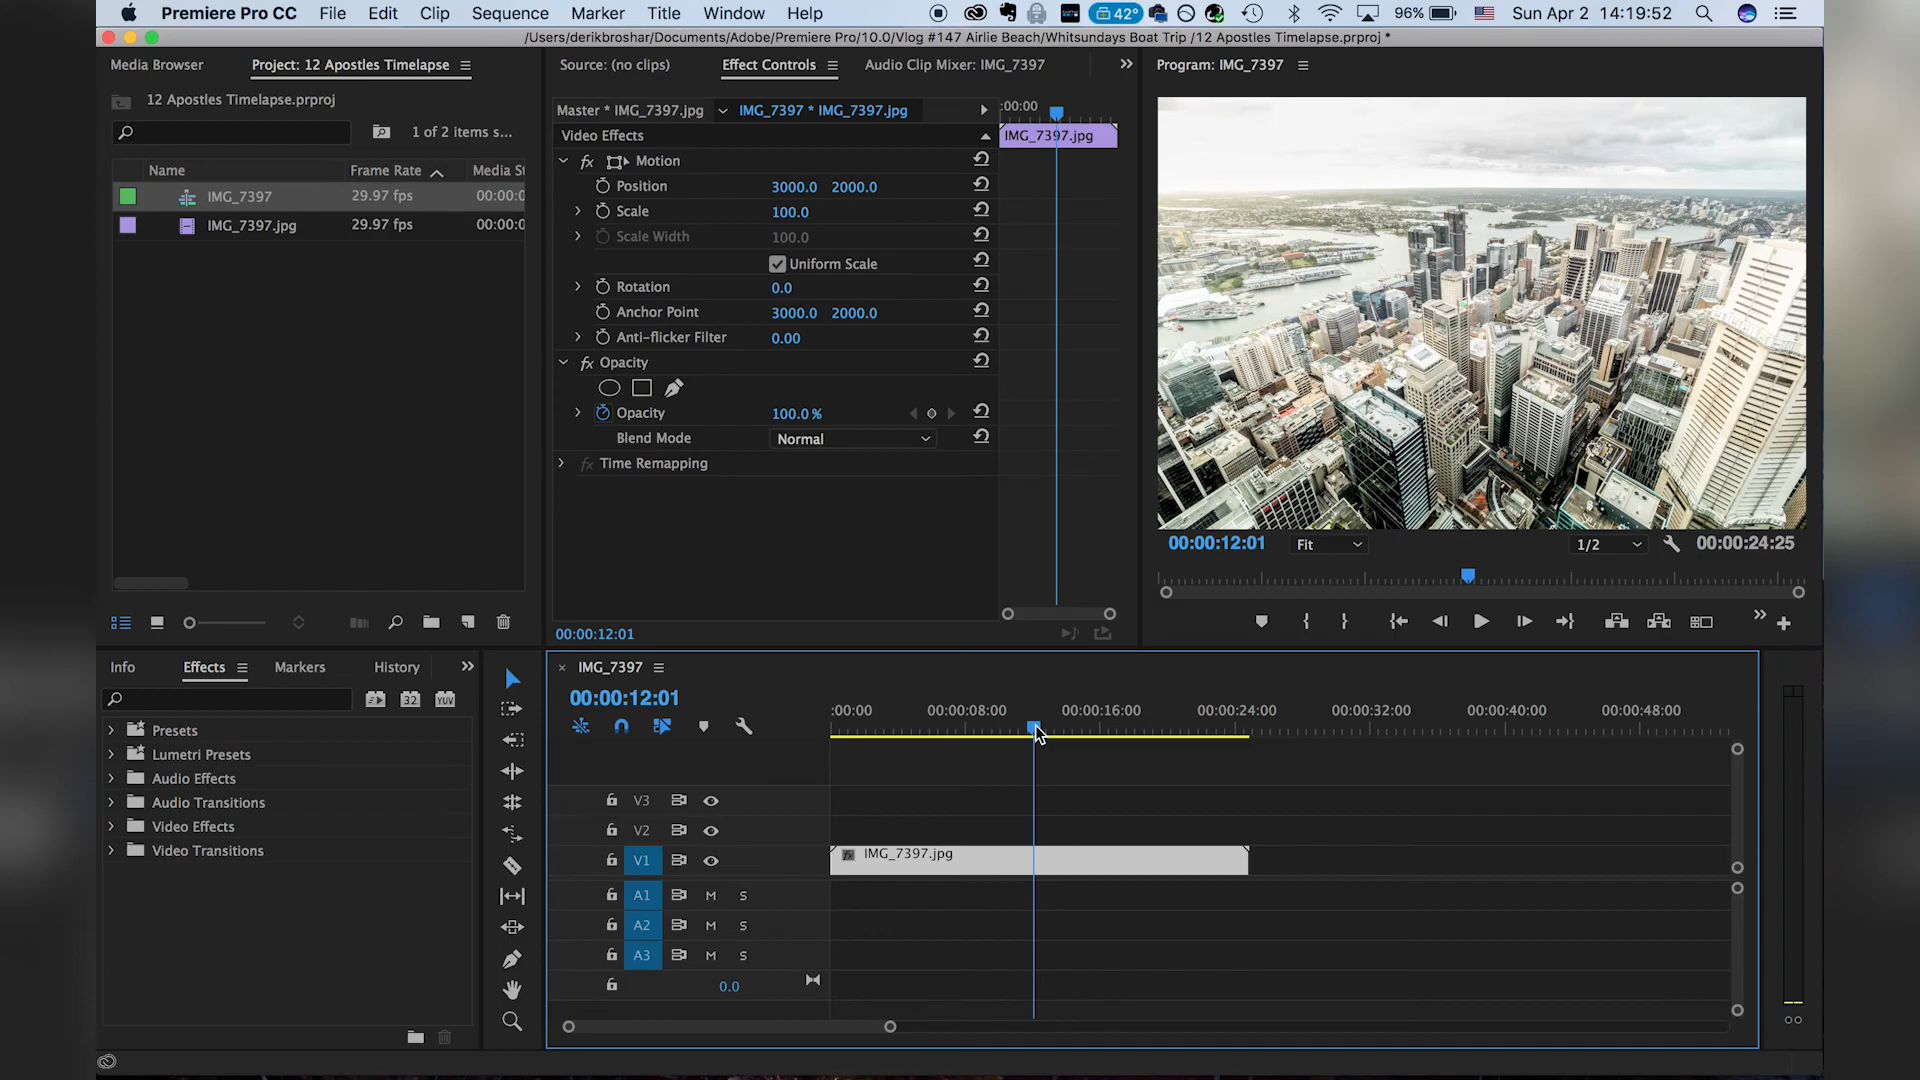 Premiere Pro CC File Edit Clip Sequence Marker Title Window Help 42° 96% Sun Apr 2 14:19:52
/Users/derikbroshar/Documents/Adobe/Premiere Pro/10.0/Vlog #147 Airlie Beach/Whitsundays Boat Trip /12 Apostles Timelapse.prproj *
Media Browser Project: 12 Apostles Timelapse
12 Apostles Timelapse.prproj
1 of 2 items s...
Name Frame Rate Media St
IMG_7397 29.97 fps 00:00:0
IMG_7397.jpg 29.97 fps 00:00:0
Source: (no clips) Effect Controls Audio Clip Mixer: IMG_7397
Master * IMG_7397.jpg IMG_7397 * IMG_7397.jpg :00:00
Video Effects IMG_7397.jpg
fx Motion
Position 3000.0 2000.0
Scale 100.0
Scale Width 100.0
Uniform Scale
Rotation 0.0
Anchor Point 3000.0 2000.0
Anti-flicker Filter 0.00
fx Opacity
Opacity 100.0 %
Blend Mode Normal
fx Time Remapping
00:00:12:01
Program: IMG_7397
00:00:12:01 Fit 1/2 00:00:24:25
Info Effects Markers History
32 YUV
Presets
Lumetri Presets
Audio Effects
Audio Transitions
Video Effects
Video Transitions
IMG_7397
00:00:12:01
:00:00 00:00:08:00 00:00:16:00 00:00:24:00 00:00:32:00 00:00:40:00 00:00:48:00
V3
V2
V1 fx IMG_7397.jpg
A1 M S
A2 M S
A3 M S
0.0